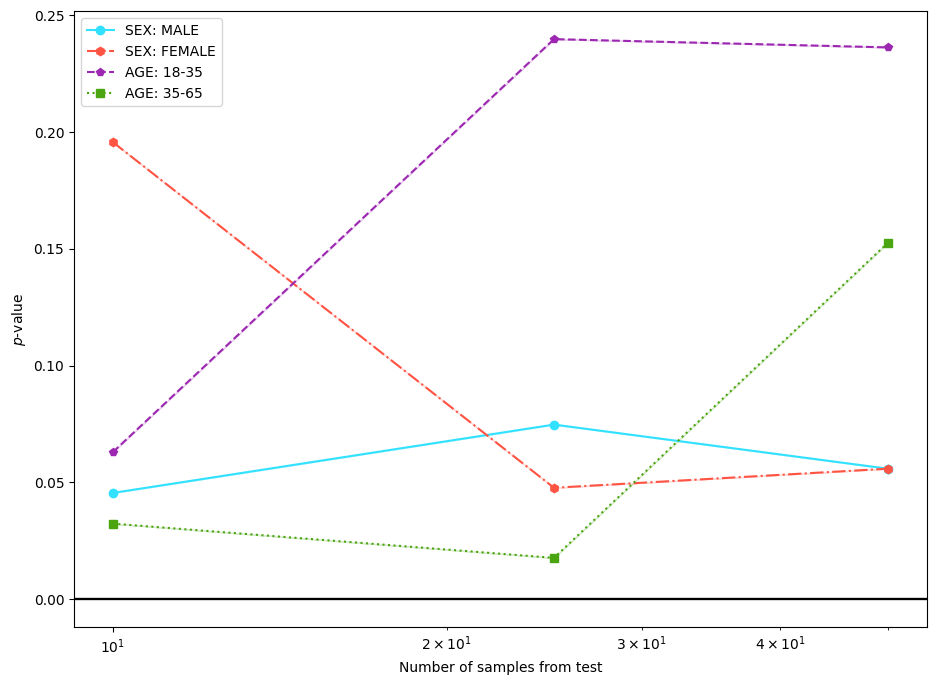 SEX: MALE
SEX: FEMALE
AGE: 18-35
AGE: 35-65
0.25
0.20
0.15
0.10
0.05
0.00
p-value
10¹
2 × 10¹
3 × 10¹
4 × 10¹
Number of samples from test